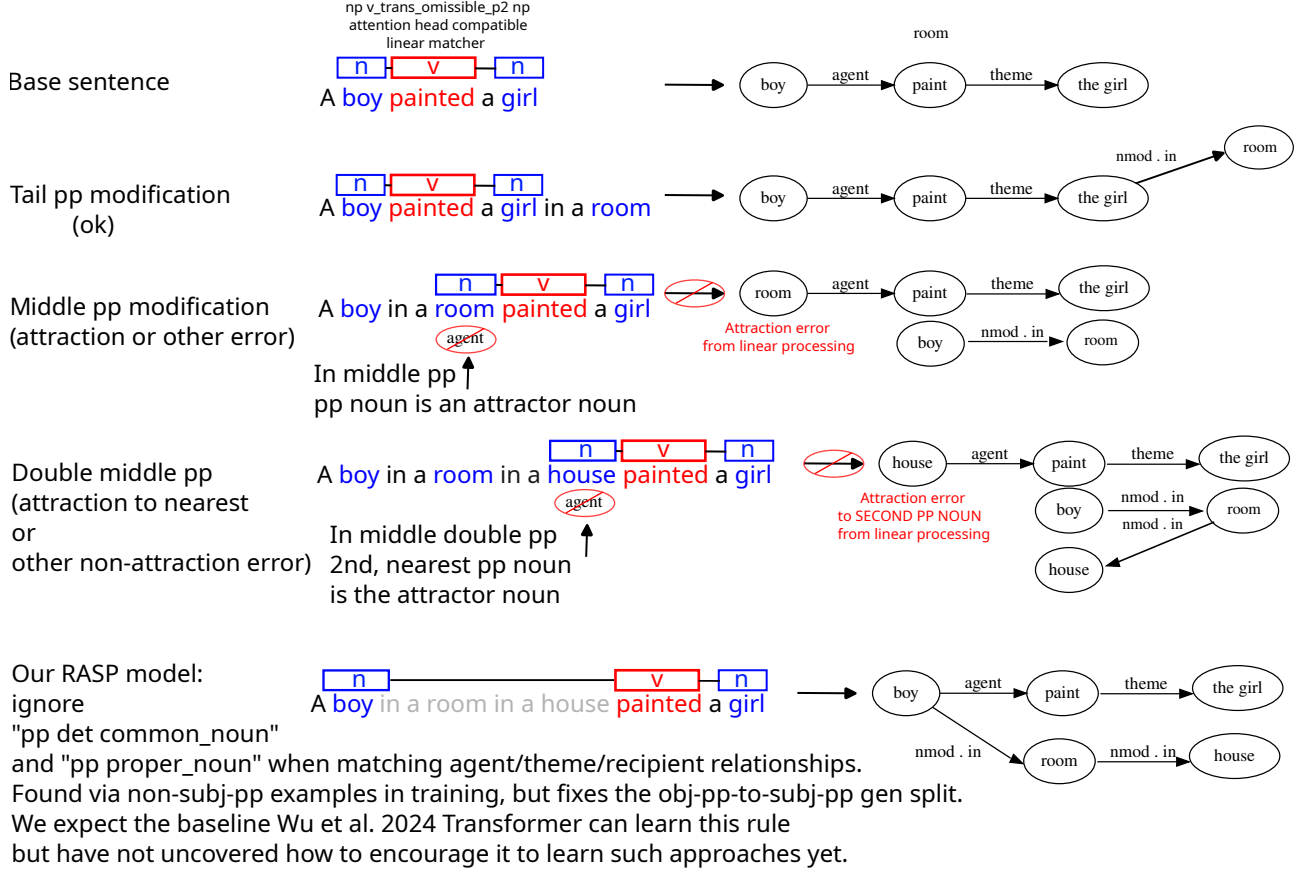 np v_trans_omissible_p2 np
attention head compatible
linear matcher
room
Base sentence
n v n
A boy painted a girl
boy agent paint theme the girl
Tail pp modification
(ok)
n v n
A boy painted a girl in a room
boy agent paint theme the girl nmod . in room
Middle pp modification
(attraction or other error)
n v n
A boy in a room painted a girl
agent
In middle pp
pp noun is an attractor noun
room agent paint theme the girl
Attraction error
from linear processing
boy nmod . in room
Double middle pp
(attraction to nearest
or
other non-attraction error)
n v n
A boy in a room in a house painted a girl
agent
In middle double pp
2nd, nearest pp noun
is the attractor noun
house agent paint theme the girl
Attraction error
to SECOND PP NOUN
from linear processing
boy nmod . in room
nmod . in
house
Our RASP model:
ignore
"pp det common_noun"
and "pp proper_noun" when matching agent/theme/recipient relationships.
Found via non-subj-pp examples in training, but fixes the obj-pp-to-subj-pp gen split.
We expect the baseline Wu et al. 2024 Transformer can learn this rule
but have not uncovered how to encourage it to learn such approaches yet.
n v n
A boy in a room in a house painted a girl
boy agent paint theme the girl
nmod . in room nmod . in house